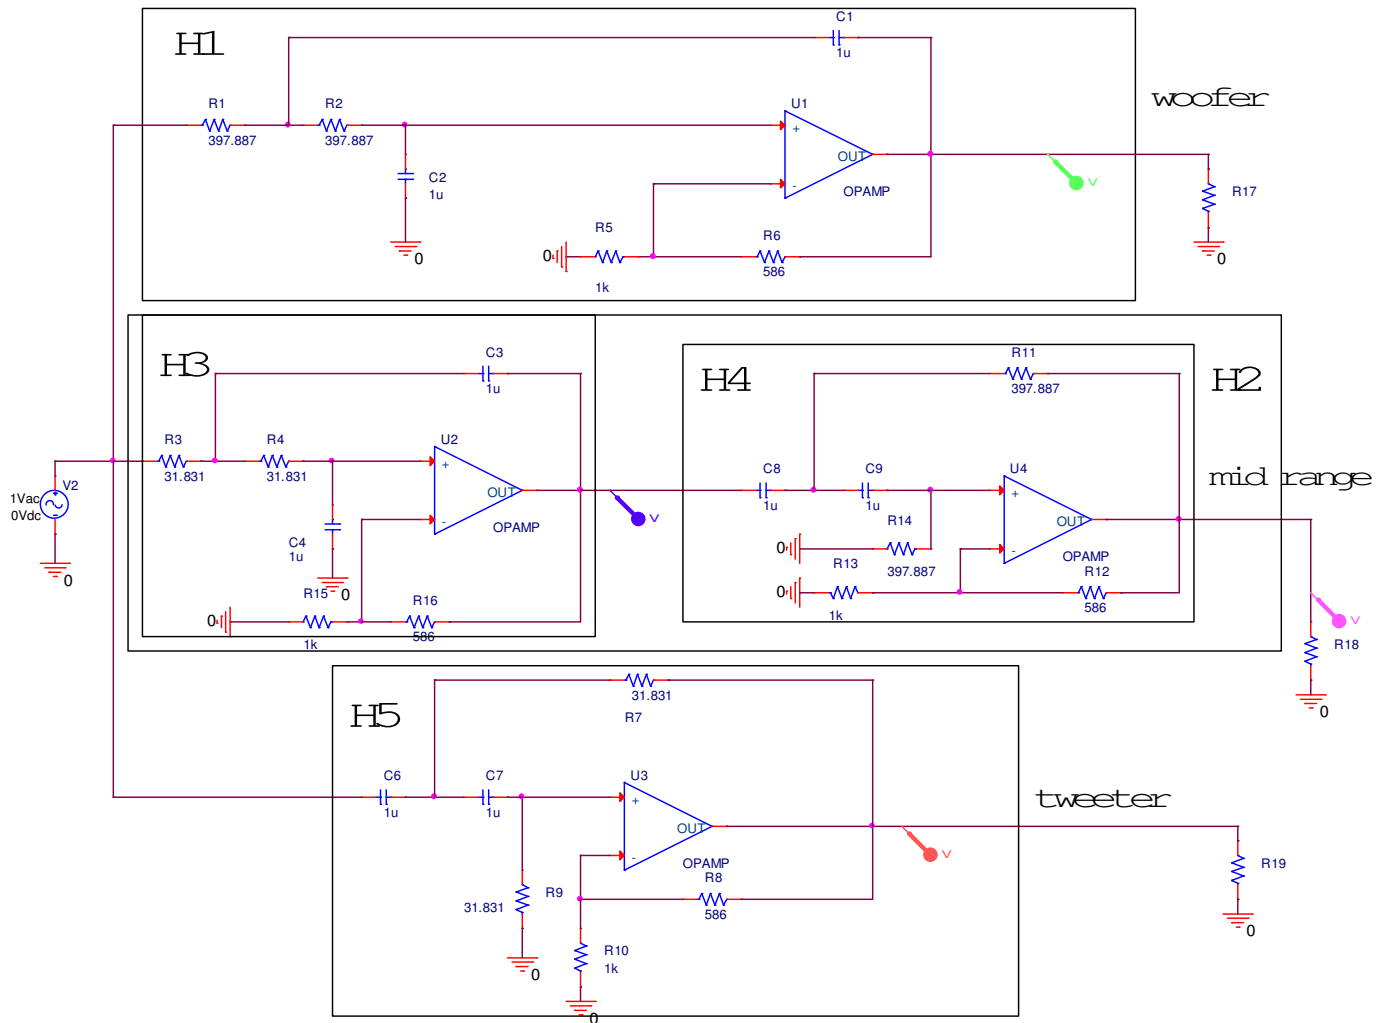 H1
C1
1u
woofer
R1
397.887
R2
397.887
U1
+
OUT
-
OPAMP
C2
1u
0
V
R17
0
R5
0
1k
R6
586
H3
C3
1u
H4
R11
397.887
H2
R3
31.831
R4
31.831
U2
+
OUT
-
OPAMP
V
C8
1u
C9
1u
U4
+
OUT
-
OPAMP
mid range
V2
1Vac
0Vdc
0
C4
1u
0
R14
0
397.887
R13
0
1k
R12
586
R15
0
1k
R16
586
V
R18
0
H5
31.831
R7
C6
1u
C7
1u
U3
+
OUT
-
OPAMP
tweeter
V
R9
31.831
0
R8
586
R10
1k
0
R19
0